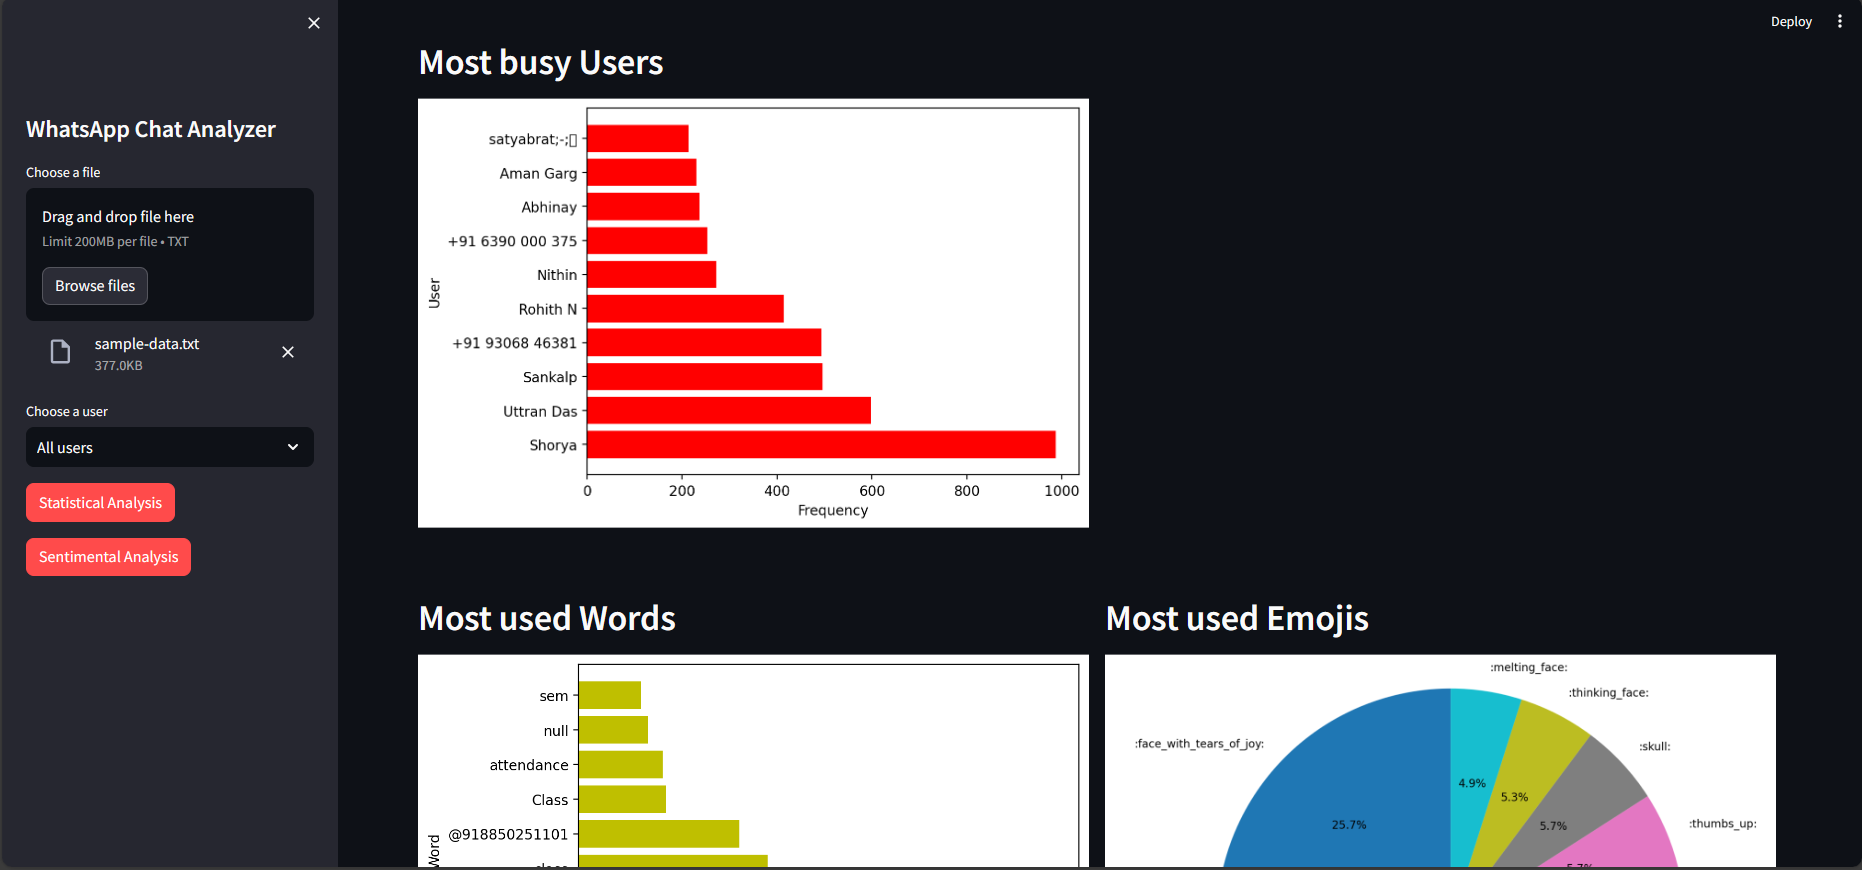 Deploy
WhatsApp Chat Analyzer
Choose a file
Drag and drop file here
Limit 200MB per file • TXT
Browse files
sample-data.txt
377.0KB
Choose a user
All users
Statistical Analysis
Sentimental Analysis
Most busy Users
satyabrat;-;▯
Aman Garg
Abhinay
+91 6390 000 375
Nithin
Rohith N
+91 93068 46381
Sankalp
Uttran Das
Shorya
User
0 200 400 600 800 1000
Frequency
Most used Words
sem
null
attendance
Class
@918850251101
class
Word
Most used Emojis
:melting_face:
:thinking_face:
:face_with_tears_of_joy:
:skull:
:thumbs_up:
4.9%
5.3%
25.7%
5.7%
5.7%